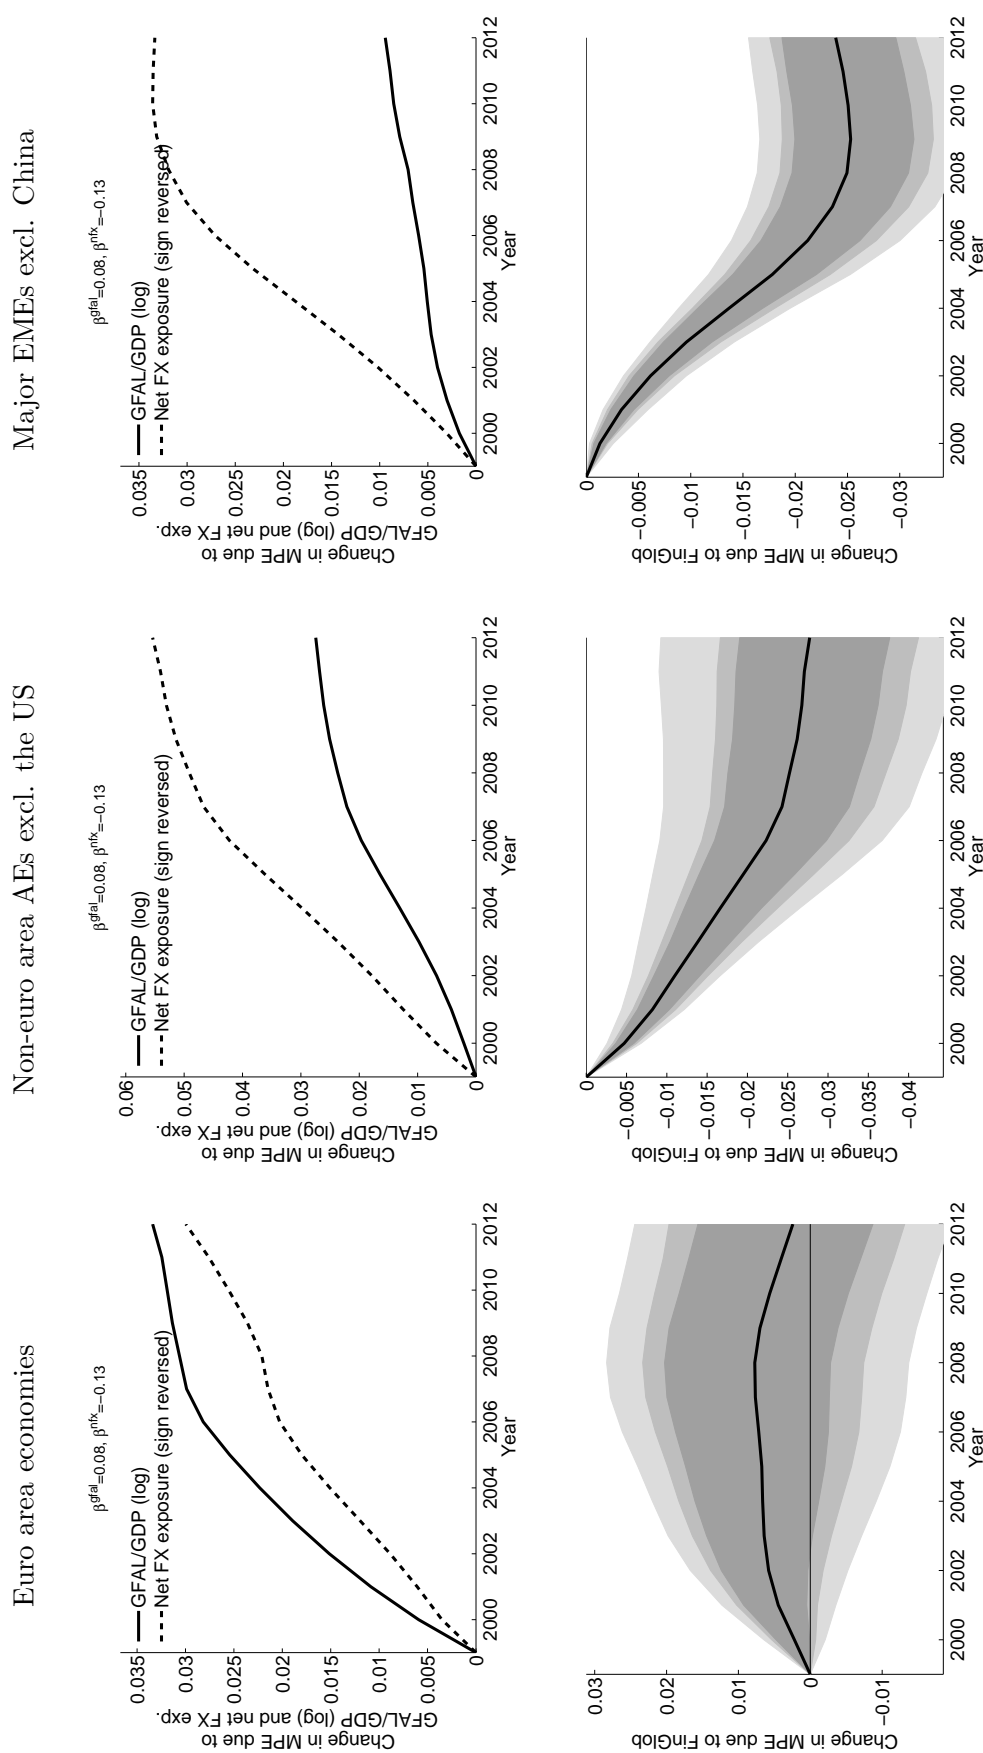 Euro area economies
β^gfal=0.08, β^nfx=−0.13
GFAL/GDP (log)
Net FX exposure (sign reversed)
Change in MPE due to
GFAL/GDP (log) and net FX exp.
0.035
0.03
0.025
0.02
0.015
0.01
0.005
0
2000 2002 2004 2006 2008 2010 2012
Year
Change in MPE due to FinGlob
0.03
0.02
0.01
0
−0.01
2000 2002 2004 2006 2008 2010 2012
Year
Non-euro area AEs excl. the US
β^gfal=0.08, β^nfx=−0.13
GFAL/GDP (log)
Net FX exposure (sign reversed)
Change in MPE due to
GFAL/GDP (log) and net FX exp.
0.06
0.05
0.04
0.03
0.02
0.01
0
2000 2002 2004 2006 2008 2010 2012
Year
Change in MPE due to FinGlob
0
−0.005
−0.01
−0.015
−0.02
−0.025
−0.03
−0.035
−0.04
2000 2002 2004 2006 2008 2010 2012
Year
Major EMEs excl. China
β^gfal=0.08, β^nfx=−0.13
GFAL/GDP (log)
Net FX exposure (sign reversed)
Change in MPE due to
GFAL/GDP (log) and net FX exp.
0.035
0.03
0.025
0.02
0.015
0.01
0.005
0
2000 2002 2004 2006 2008 2010 2012
Year
Change in MPE due to FinGlob
0
−0.005
−0.01
−0.015
−0.02
−0.025
−0.03
2000 2002 2004 2006 2008 2010 2012
Year